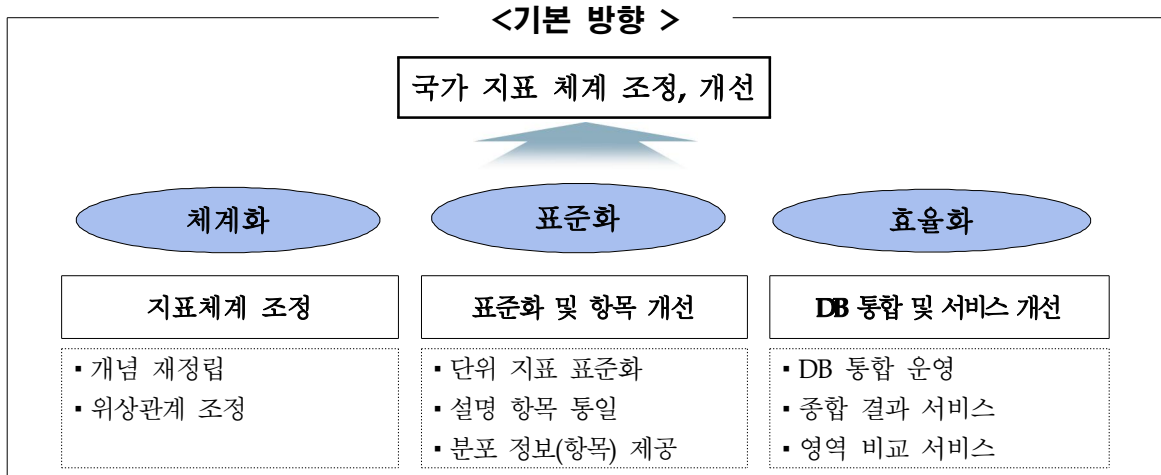 <기본 방향 >
국가 지표 체계 조정, 개선
체계화
표준화
효율화
지표체계 조정
표준화 및 항목 개선
DB 통합 및 서비스 개선
▪ 개념 재정립
▪ 위상관계 조정
▪ 단위 지표 표준화
▪ 설명 항목 통일
▪ 분포 정보(항목) 제공
▪ DB 통합 운영
▪ 종합 결과 서비스
▪ 영역 비교 서비스